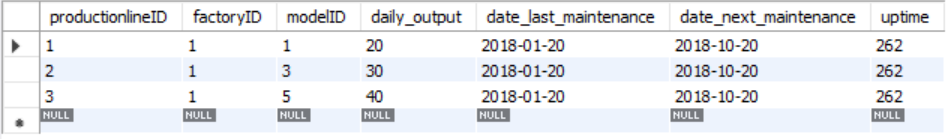 productionlineID factoryID modelID daily_output date_last_maintenance date_next_maintenance uptime
1 1 1 20 2018-01-20 2018-10-20 262
2 1 3 30 2018-01-20 2018-10-20 262
3 1 5 40 2018-01-20 2018-10-20 262
NULL NULL NULL NULL NULL NULL NULL